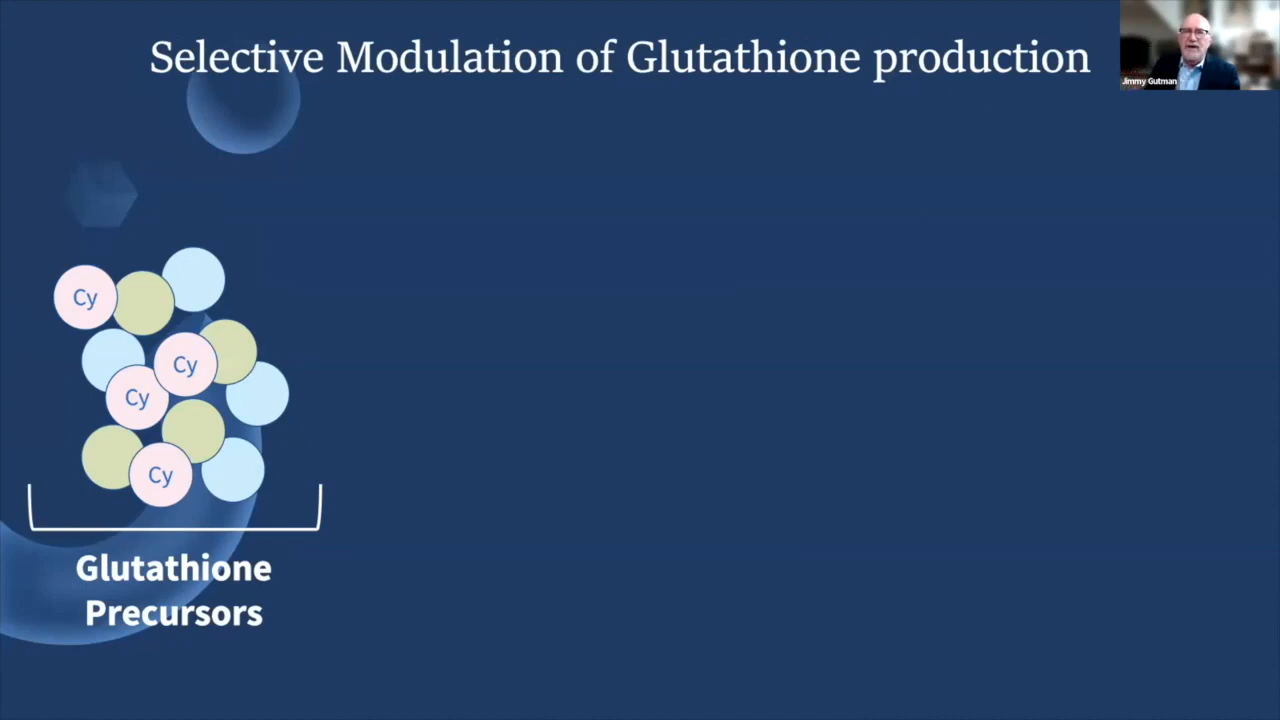 Selective Modulation of Glutathione production
Jimmy Gutman
Cy
Cy
Cy
Cy
Glutathione
Precursors